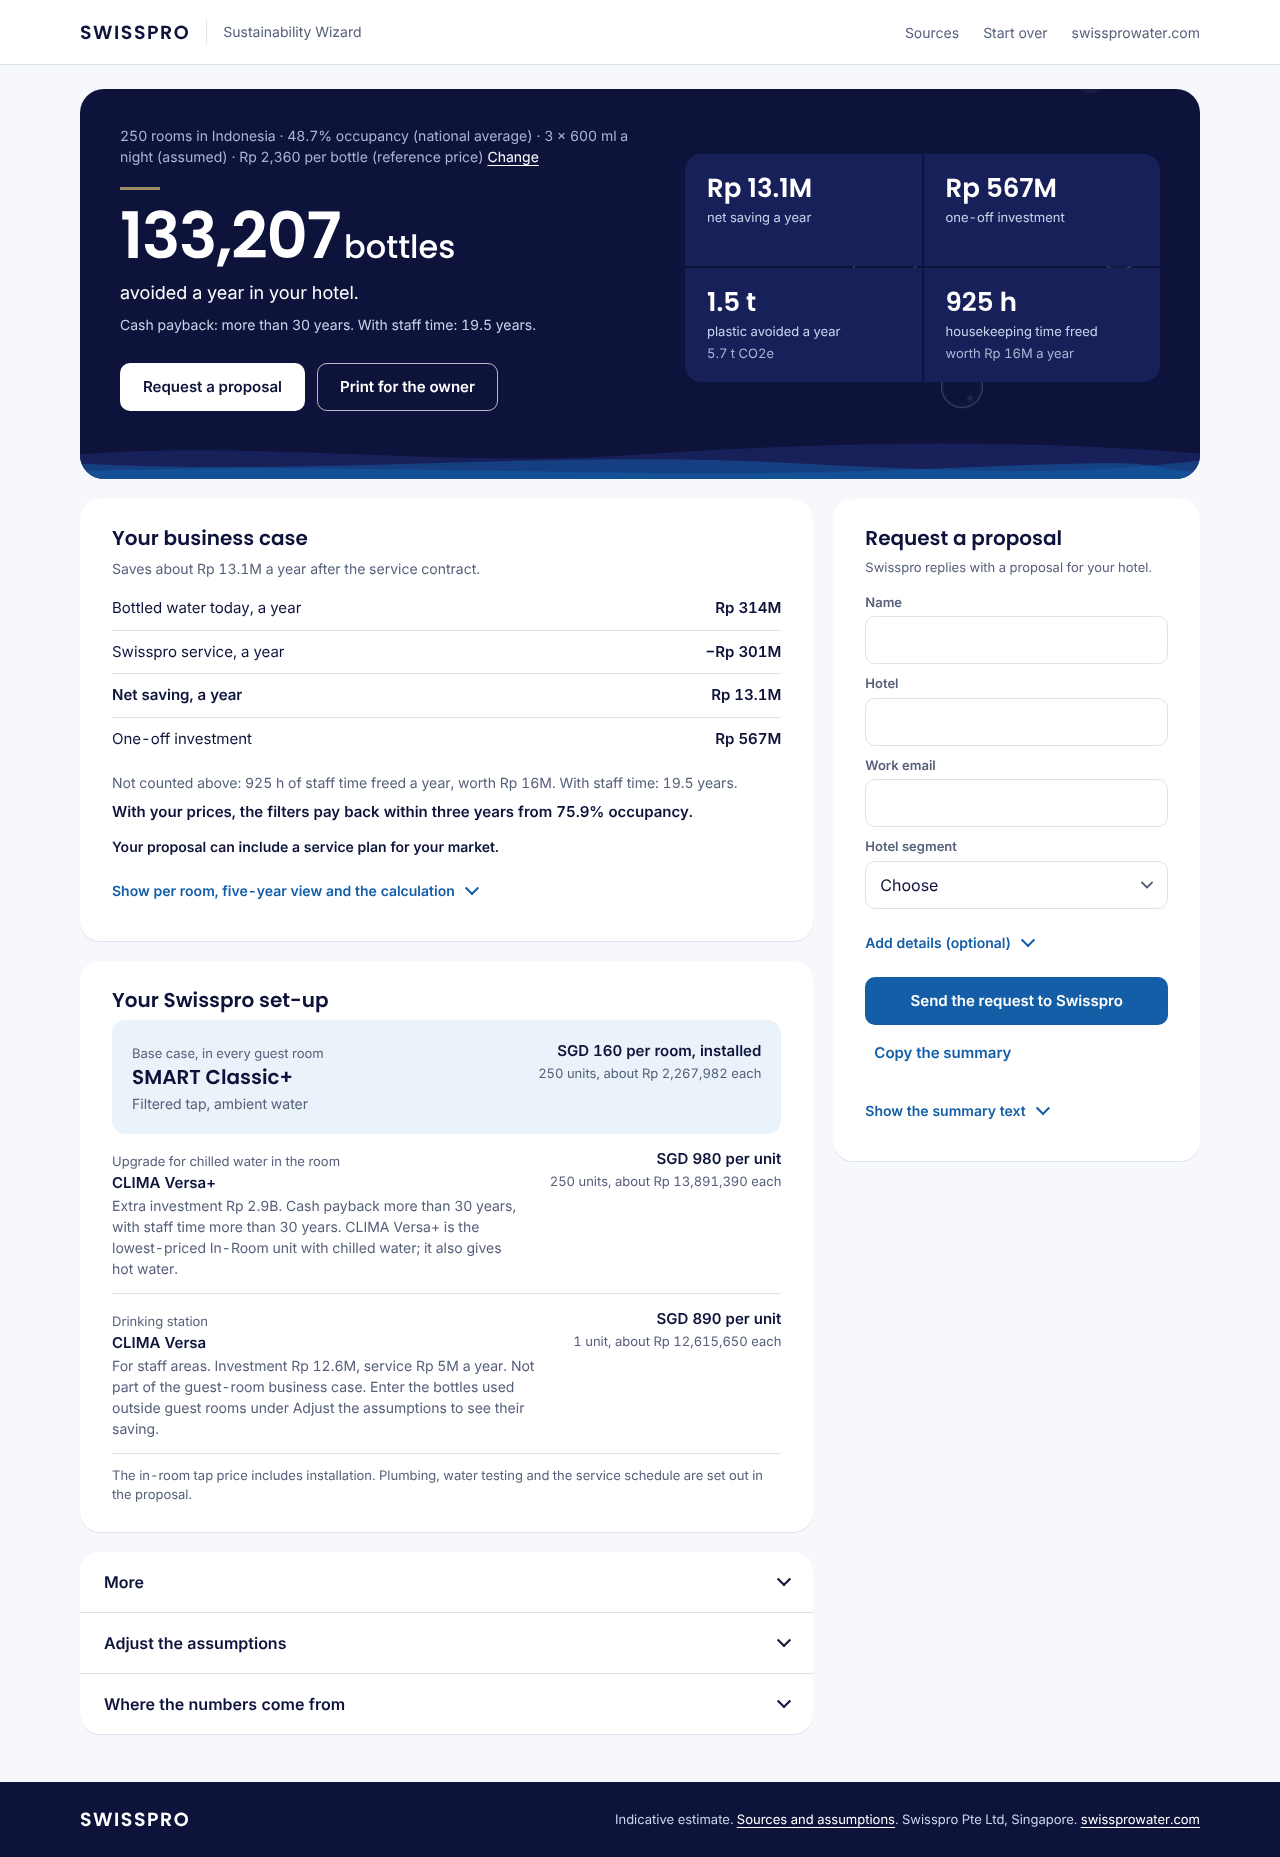 SWISSPRO
Sustainability Wizard
Sources
Start over
swissprowater.com
250 rooms in Indonesia · 48.7% occupancy (national average) · 3 × 600 ml a
night (assumed) · Rp 2,360 per bottle (reference price) Change
133,207 bottles
avoided a year in your hotel.
Cash payback: more than 30 years. With staff time: 19.5 years.
Request a proposal
Print for the owner
Rp 13.1M
net saving a year
Rp 567M
one-off investment
1.5 t
plastic avoided a year
5.7 t CO2e
925 h
housekeeping time freed
worth Rp 16M a year
Your business case
Saves about Rp 13.1M a year after the service contract.
Bottled water today, a year
Rp 314M
Swisspro service, a year
−Rp 301M
Net saving, a year
Rp 13.1M
One-off investment
Rp 567M
Not counted above: 925 h of staff time freed a year, worth Rp 16M. With staff time: 19.5 years.
With your prices, the filters pay back within three years from 75.9% occupancy.
Your proposal can include a service plan for your market.
Show per room, five-year view and the calculation
Your Swisspro set-up
Base case, in every guest room
SMART Classic+
Filtered tap, ambient water
SGD 160 per room, installed
250 units, about Rp 2,267,982 each
Upgrade for chilled water in the room
CLIMA Versa+
Extra investment Rp 2.9B. Cash payback more than 30 years,
with staff time more than 30 years. CLIMA Versa+ is the
lowest-priced In-Room unit with chilled water; it also gives
hot water.
SGD 980 per unit
250 units, about Rp 13,891,390 each
Drinking station
CLIMA Versa
For staff areas. Investment Rp 12.6M, service Rp 5M a year. Not
part of the guest-room business case. Enter the bottles used
outside guest rooms under Adjust the assumptions to see their
saving.
SGD 890 per unit
1 unit, about Rp 12,615,650 each
The in-room tap price includes installation. Plumbing, water testing and the service schedule are set out in
the proposal.
More
Adjust the assumptions
Where the numbers come from
Request a proposal
Swisspro replies with a proposal for your hotel.
Name
Hotel
Work email
Hotel segment
Choose
Add details (optional)
Send the request to Swisspro
Copy the summary
Show the summary text
SWISSPRO
Indicative estimate. Sources and assumptions. Swisspro Pte Ltd, Singapore. swissprowater.com